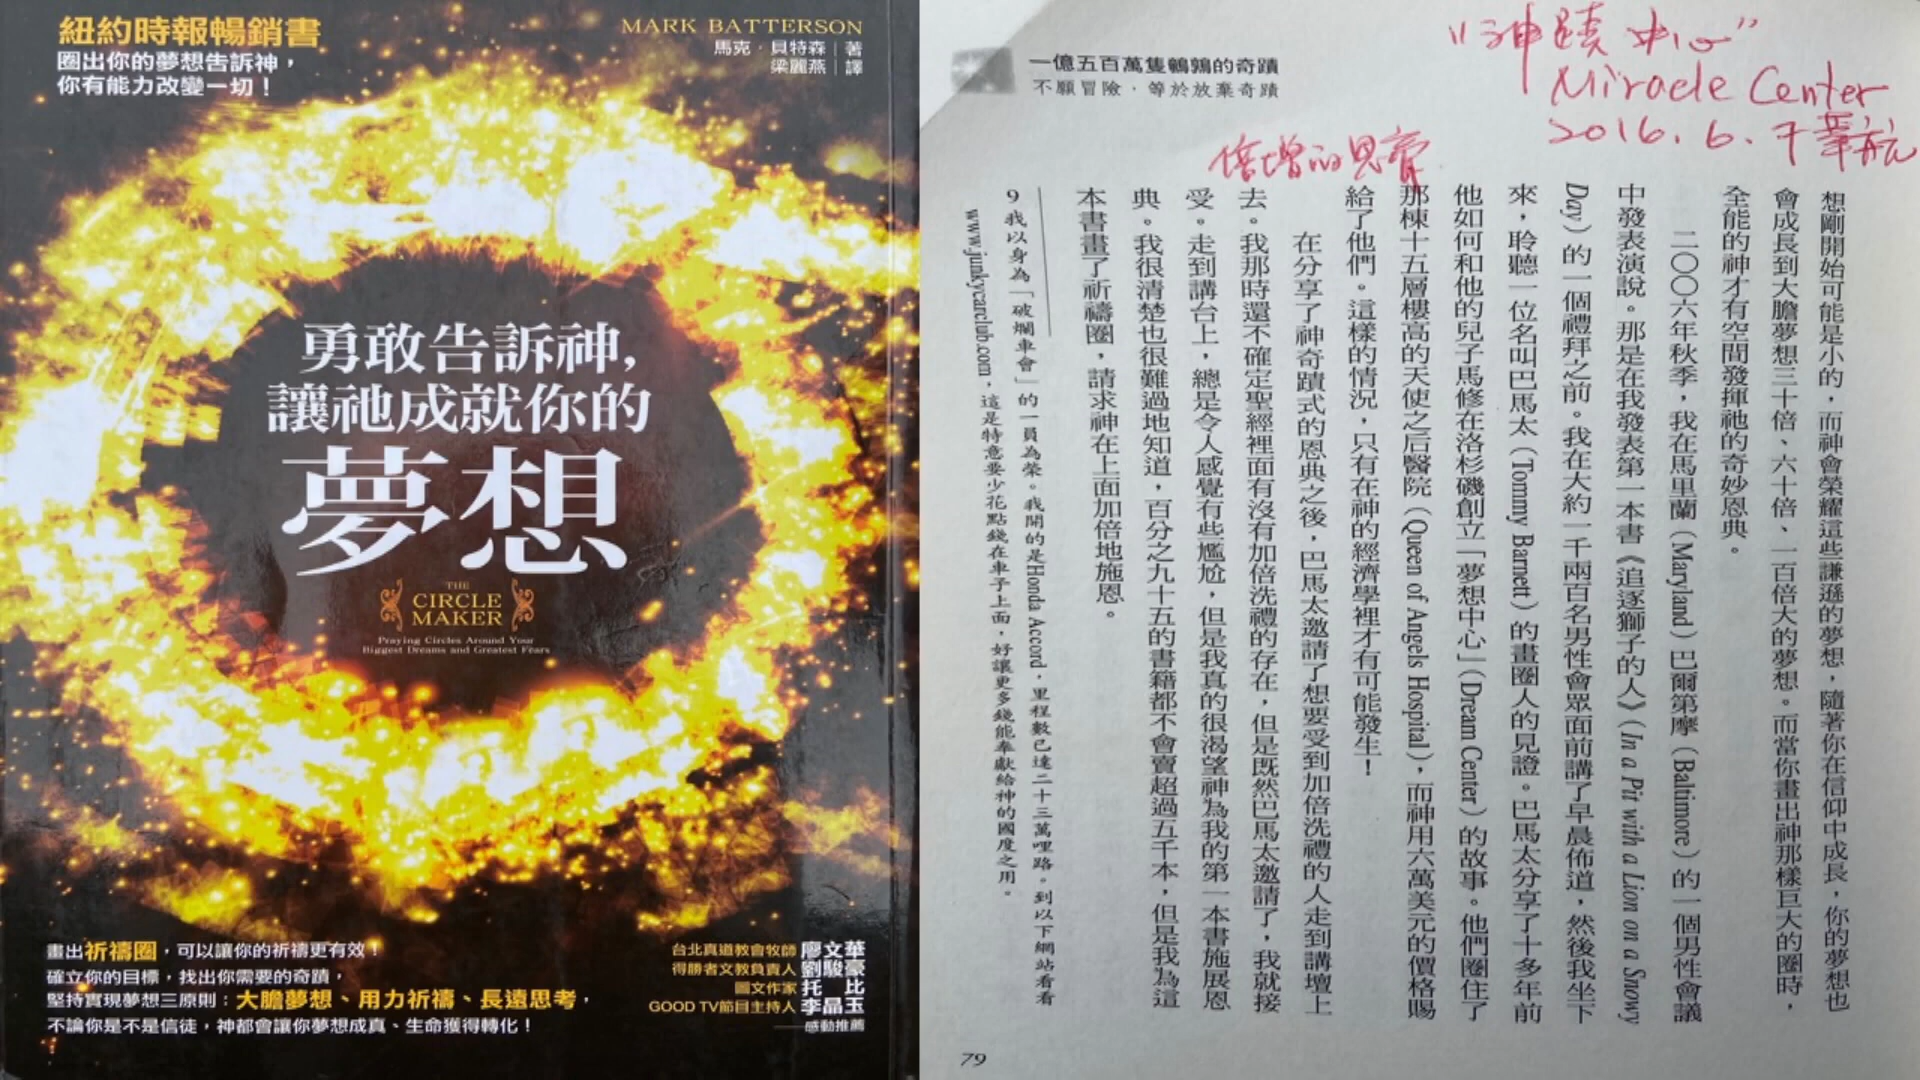 紐約時報暢銷書
圈出你的夢想告訴神，
你有能力改變一切！
MARK BATTERSON
馬克．貝特森｜著
梁麗燕｜譯
勇敢告訴神，
讓祂成就你的
夢想
THE
CIRCLE
MAKER
Praying Circles Around Your
Biggest Dreams and Greatest Fears
畫出祈禱圈，可以讓你的祈禱更有效！
確立你的目標，找出你需要的奇蹟，
堅持實現夢想三原則：大膽夢想、用力祈禱、長遠思考，
不論你是不是信徒，神都會讓你夢想成真、生命獲得轉化！
台北真道教會牧師 廖文華
得勝者文教負責人 劉駿豪
圖文作家 托比
GOOD TV節目主持人 李晶玉
感動推薦
"神蹟中心"
Miracle Center
2016. 6. 7
一億五百萬隻鵪鶉的奇蹟
不願冒險．等於放棄奇蹟
倍增的恩膏
想剛開始可能是小的，而神會榮耀這些謙遜的夢想，隨著你在信仰中成長，你的夢想也
會成長到大膽夢想三十倍、六十倍、一百倍大的夢想。而當你畫出神那樣巨大的圈時，
全能的神才有空間發揮祂的奇妙恩典。
二〇〇六年秋季，我在馬里蘭（Maryland）巴爾第摩（Baltimore）的一個男性會議
中發表演說。那是在我發表第一本書《追逐獅子的人》（In a Pit with a Lion on a Snowy
Day）的一個禮拜之前。我在大約一千兩百名男性會眾面前講了早晨佈道，然後我坐下
來，聆聽一位名叫巴馬太（Tommy Barnett）的畫圈人的見證。巴馬太分享了十多年前
他如何和他的兒子馬修在洛杉磯創立「夢想中心」（Dream Center）的故事。他們圈住了
那棟十五層樓高的天使之后醫院（Queen of Angels Hospital），而神用六萬美元的價格賜
給了他們。這樣的情況，只有在神的經濟學裡才有可能發生！
在分享了神奇蹟式的恩典之後，巴馬太邀請了想要受到加倍洗禮的人走到講壇上
去。我那時還不確定聖經裡面有沒有加倍洗禮的存在，但是既然巴馬太邀請了，我就接
受。走到講台上，總是令人感覺有些尷尬，但是我真的很渴望神為我的第一本書施展恩
典。我很清楚也很難過地知道，百分之九十五的書籍都不會賣超過五千本，但是我為這
本書畫了祈禱圈，請求神在上面加倍地施恩。
9 我以身為「破爛車會」的一員為榮。我開的是Honda Accord，里程數已達二十三萬哩路。到以下網站看看
www.junkycarclub.com，這是特意要少花點錢在車子上面，好讓更多錢能奉獻給神的國度之用。
79